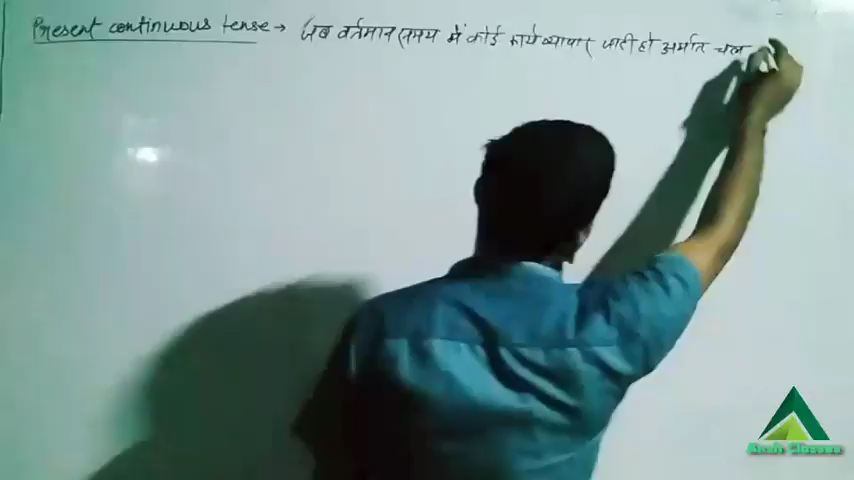 Present continuous tense → जब वर्तमान समय में कोई कार्य व्यापार जारी हो अर्थात चल